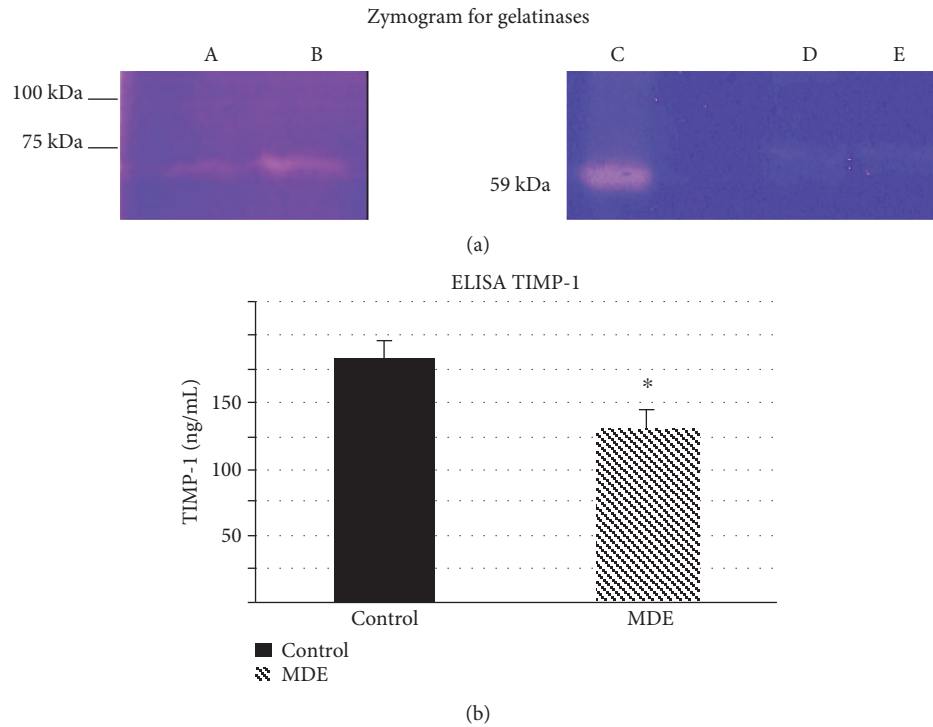 Zymogram for gelatinases
A B C D E
100 kDa
75 kDa
59 kDa
(a)
ELISA TIMP-1
TIMP-1 (ng/mL)
150
100
50
*
Control MDE
Control
MDE
(b)